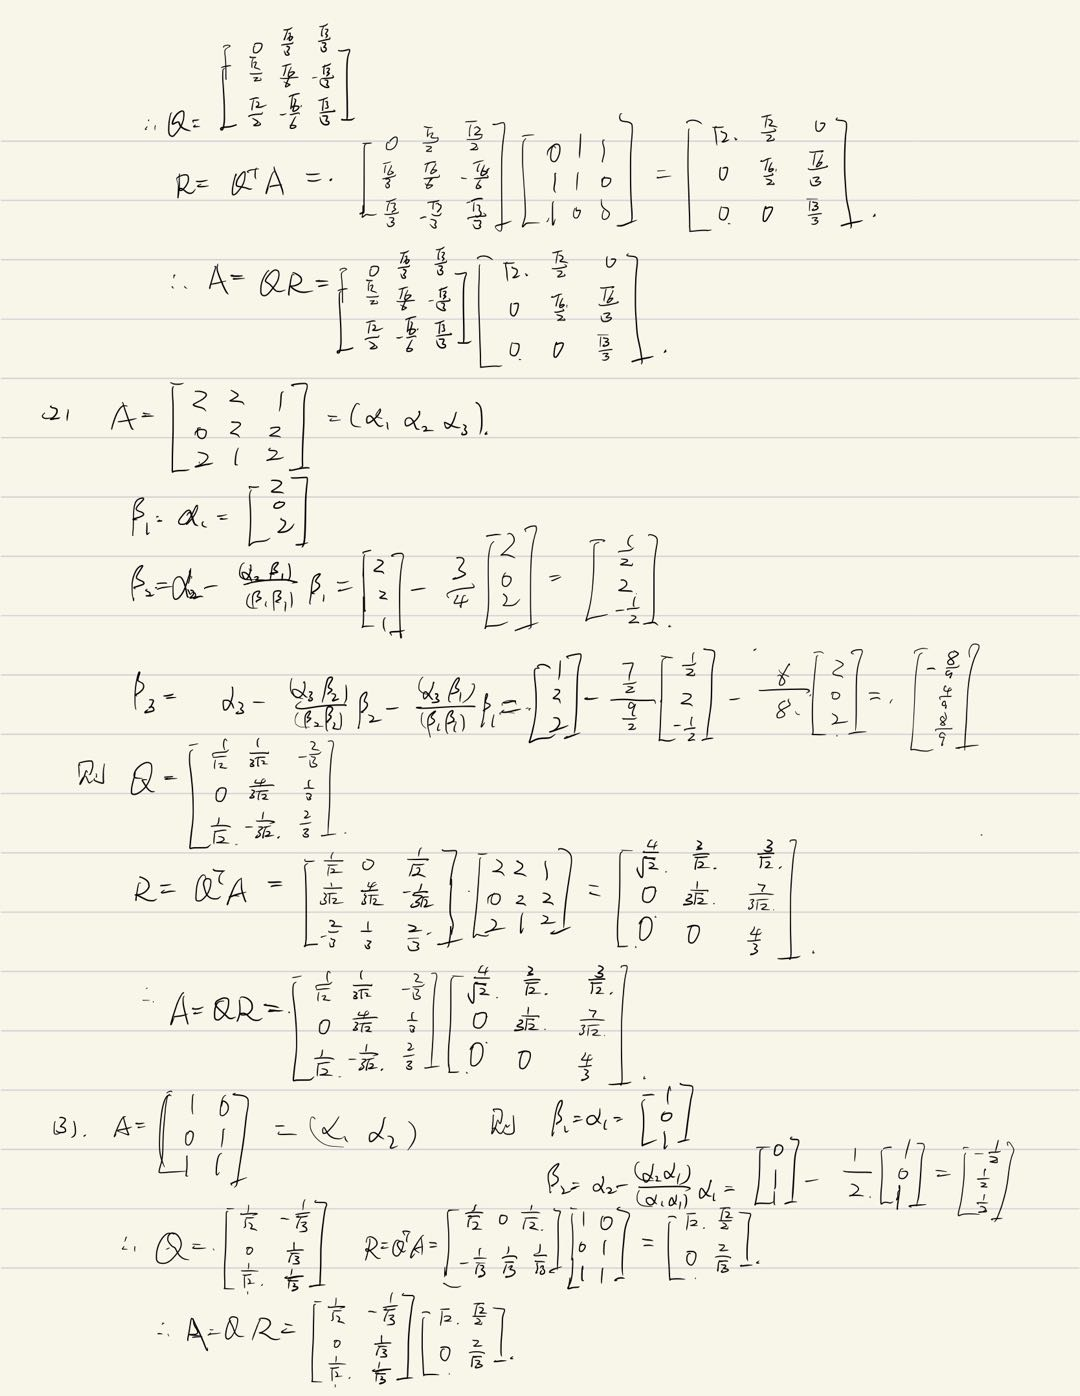 ∴ Q = [0 √6/3 √3/3; √2/2 √6/6 -√3/3; √2/2 -√6/6 √3/3]
R = QᵀA = [0 √2/2 √2/2; √6/3 √6/6 -√6/6; √3/3 -√3/3 √3/3] [0 1 1; 1 1 0; 1 0 0] = [√2 √2/2 0; 0 √6/2 √6/3; 0 0 √3/3].
∴ A = QR = [0 √6/3 √3/3; √2/2 √6/6 -√3/3; √2/2 -√6/6 √3/3] [√2 √2/2 0; 0 √6/2 √6/3; 0 0 √3/3].
(2) A = [2 2 1; 0 2 2; 2 1 2] = (α₁ α₂ α₃).
β₁ = α₁ = [2; 0; 2]
β₂ = α₂ - (α₂ β₁)/(β₁ β₁) β₁ = [2; 2; 1] - 3/4 [2; 0; 2] = [1/2; 2; -1/2].
β₃ = α₃ - (α₃ β₂)/(β₂ β₂) β₂ - (α₃ β₁)/(β₁ β₁) β₁ = [1; 2; 2] - (7/2)/(9/2) [1/2; 2; -1/2] - 6/8 [2; 0; 2] = [-8/9; 4/9; 8/9]
则 Q = [1/√2 1/3√2 -2/3; 0 4/3√2 1/3; 1/√2 -1/3√2 2/3].
R = QᵀA = [1/√2 0 1/√2; 1/3√2 4/3√2 -1/3√2; -2/3 1/3 2/3] · [2 2 1; 0 2 2; 2 1 2] = [4/√2 3/√2 3/√2; 0 1/3√2 7/3√2; 0 0 4/3].
∴ A = QR = [1/√2 1/3√2 -2/3; 0 4/3√2 1/3; 1/√2 -1/3√2 2/3] [4/√2 3/√2 3/√2; 0 1/3√2 7/3√2; 0 0 4/3].
(3). A = [1 0; 0 1; 1 1] = (α₁ α₂) 则 β₁ = α₁ = [1; 0; 1]
β₂ = α₂ - (α₂ α₁)/(α₁ α₁) α₁ = [0; 1; 1] - 1/2 [1; 0; 1] = [-1/2; 1/2; 1/3]
∴ Q = [1/√2 -1/√3; 0 1/√3; 1/√2 1/√3] R = QᵀA = [1/√2 0 1/√2; -1/√3 1/√3 1/√3] [1 0; 0 1; 1 1] = [√2 √2/2; 0 2/√3].
∴ A = QR = [1/√2 -1/√3; 0 1/√3; 1/√2 1/√3] [√2 √2/2; 0 2/√3].